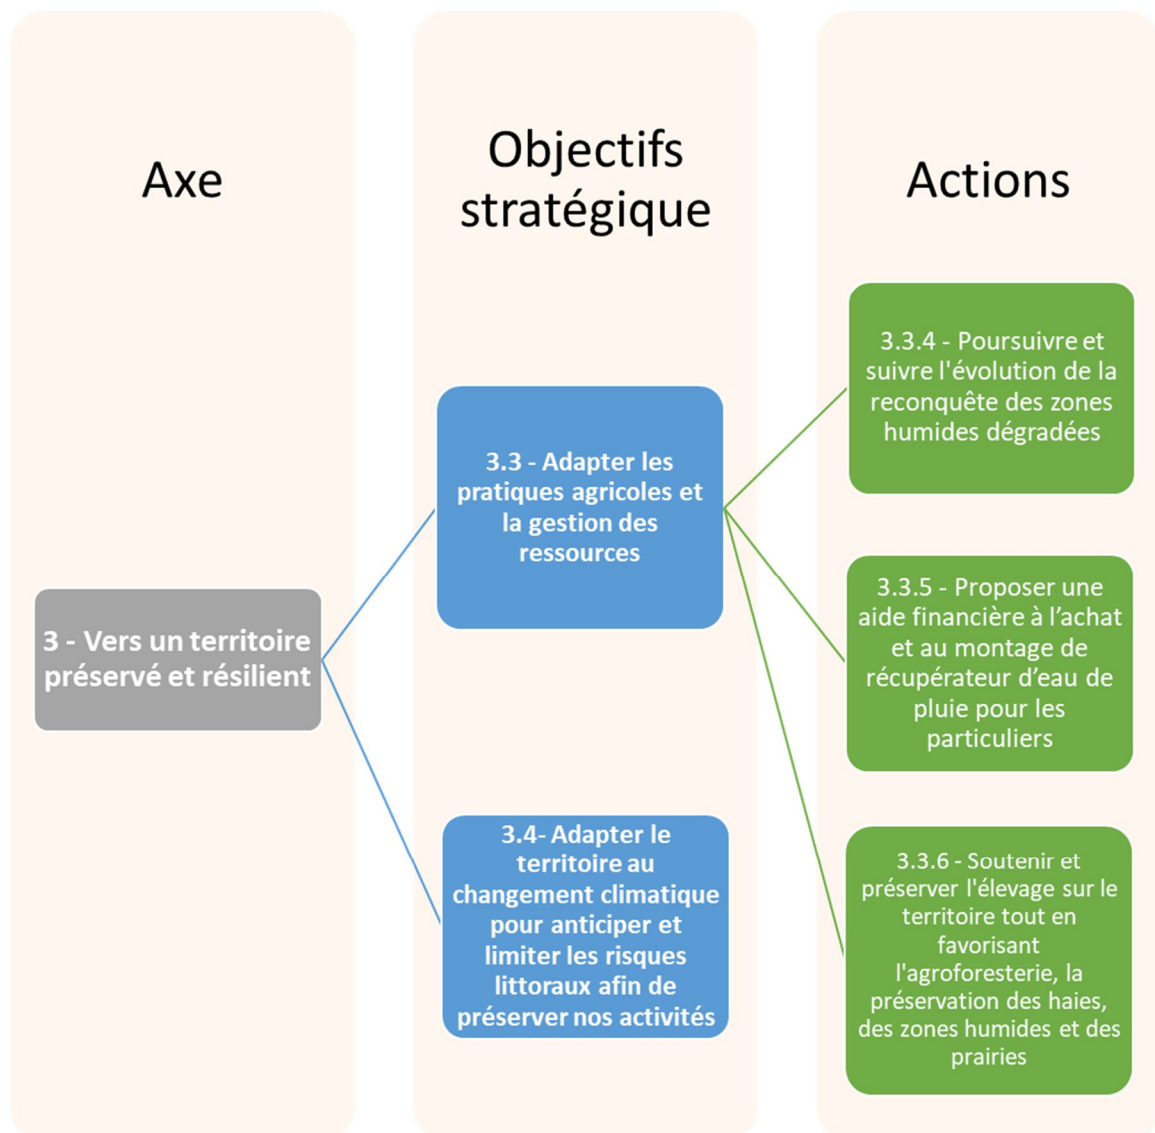 Axe
Objectifs
stratégique
Actions
3 - Vers un territoire
préservé et résilient
3.3 - Adapter les
pratiques agricoles et
la gestion des
ressources
3.4- Adapter le
territoire au
changement climatique
pour anticiper et
limiter les risques
littoraux afin de
préserver nos activités
3.3.4 - Poursuivre et
suivre l'évolution de la
reconquête des zones
humides dégradées
3.3.5 - Proposer une
aide financière à l’achat
et au montage de
récupérateur d’eau de
pluie pour les
particuliers
3.3.6 - Soutenir et
préserver l'élevage sur le
territoire tout en
favorisant
l'agroforesterie, la
préservation des haies,
des zones humides et des
prairies